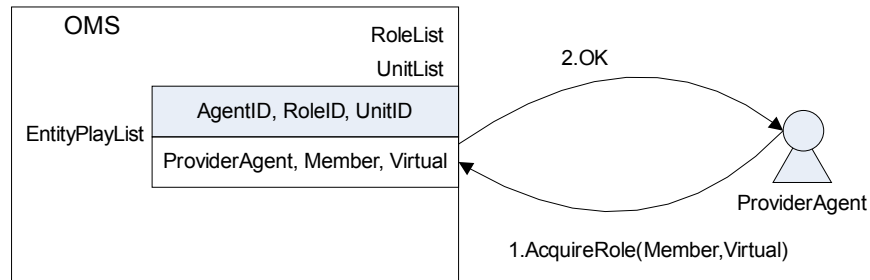 OMS
RoleList
UnitList
2.OK
AgentID, RoleID, UnitID
EntityPlayList
ProviderAgent, Member, Virtual
ProviderAgent
1.AcquireRole(Member,Virtual)